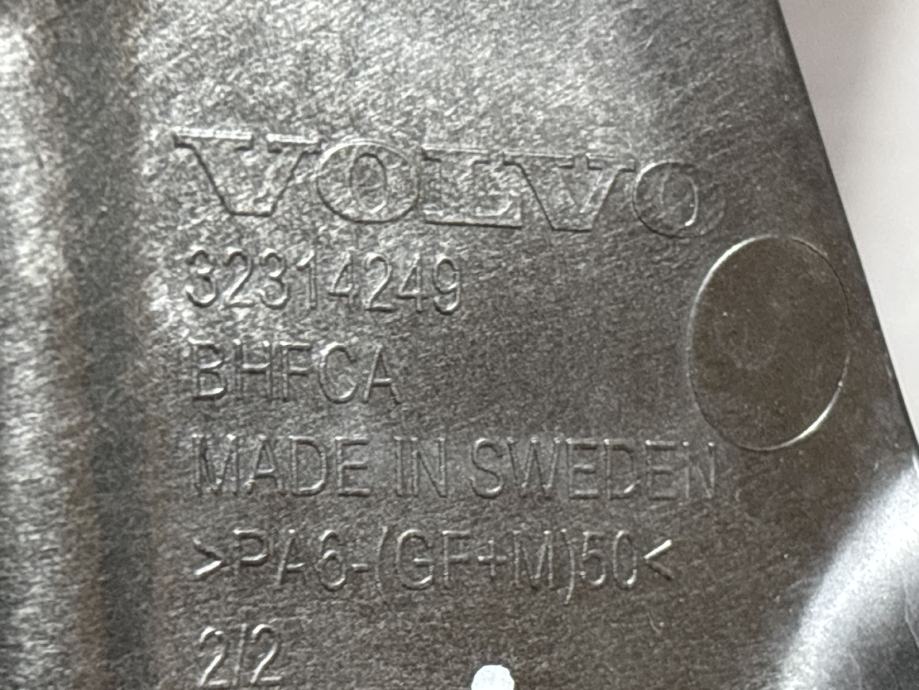 VOLVO
32314249
BHFCA
MADE IN SWEDEN
>PA6-(GF+M)50<
2/2